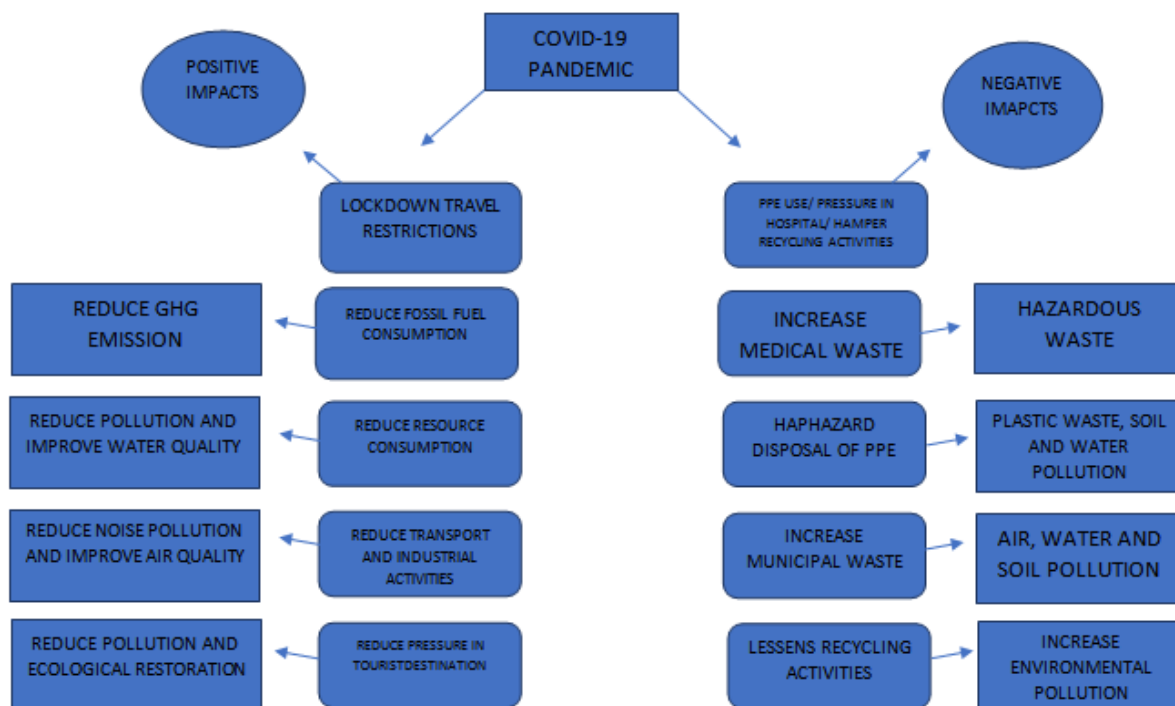 COVID-19
PANDEMIC
POSITIVE
IMPACTS
NEGATIVE
IMAPCTS
LOCKDOWN TRAVEL
RESTRICTIONS
PPE USE/ PRESSURE IN
HOSPITAL/ HAMPER
RECYCLING ACTIVITIES
REDUCE GHG
EMISSION
REDUCE FOSSIL FUEL
CONSUMPTION
INCREASE
MEDICAL WASTE
HAZARDOUS
WASTE
REDUCE POLLUTION AND
IMPROVE WATER QUALITY
REDUCE RESOURCE
CONSUMPTION
HAPHAZARD
DISPOSAL OF PPE
PLASTIC WASTE, SOIL
AND WATER
POLLUTION
REDUCE NOISE POLLUTION
AND IMPROVE AIR QUALITY
REDUCE TRANSPORT
AND INDUSTRIAL
ACTIVITIES
INCREASE
MUNICIPAL WASTE
AIR, WATER AND
SOIL POLLUTION
REDUCE POLLUTION AND
ECOLOGICAL RESTORATION
REDUCE PRESSURE IN
TOURISTDESTINATION
LESSENS RECYCLING
ACTIVITIES
INCREASE
ENVIRONMENTAL
POLLUTION